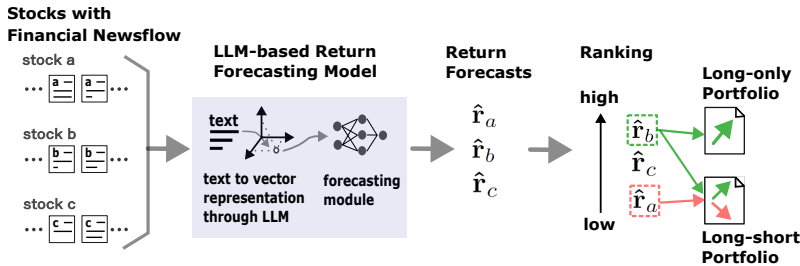 Stocks with
Financial Newsflow
stock a
... a a ...
stock b
... b b ...
stock c
... c c ...
LLM-based Return
Forecasting Model
text
text to vector
representation
through LLM
forecasting
module
Return
Forecasts
r̂a
r̂b
r̂c
Ranking
high
low
r̂b
r̂c
r̂a
Long-only
Portfolio
Long-short
Portfolio